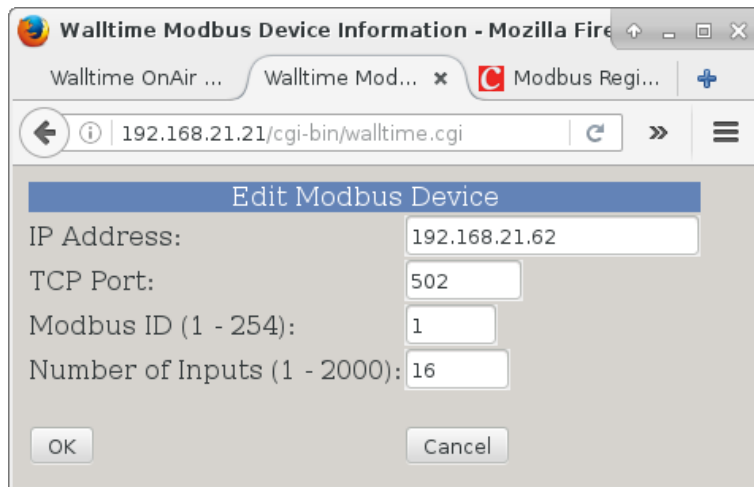 Walltime Modbus Device Information - Mozilla Fire
Walltime OnAir ... Walltime Mod... Modbus Regi...
192.168.21.21/cgi-bin/walltime.cgi
Edit Modbus Device
IP Address: 192.168.21.62
TCP Port: 502
Modbus ID (1 - 254): 1
Number of Inputs (1 - 2000): 16
OK Cancel